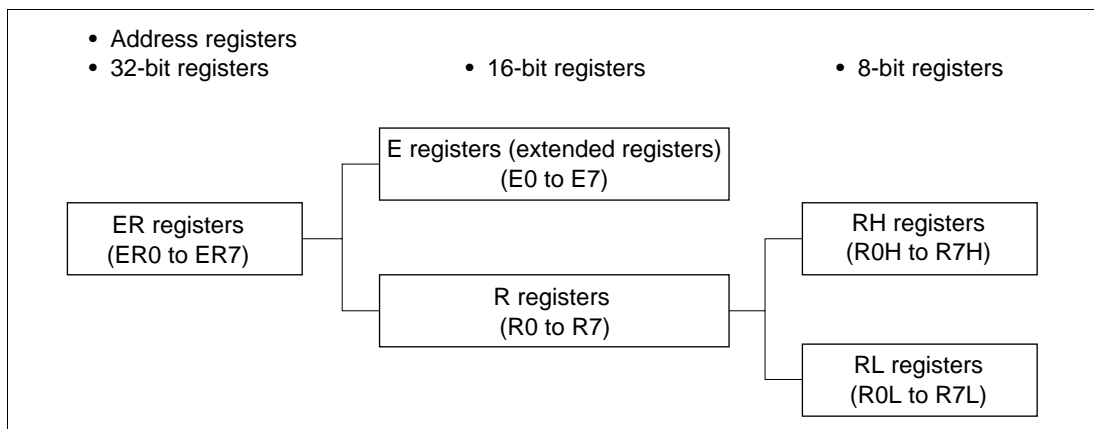 • Address registers
• 32-bit registers
• 16-bit registers
• 8-bit registers
E registers (extended registers)
(E0 to E7)
ER registers
(ER0 to ER7)
RH registers
(R0H to R7H)
R registers
(R0 to R7)
RL registers
(R0L to R7L)